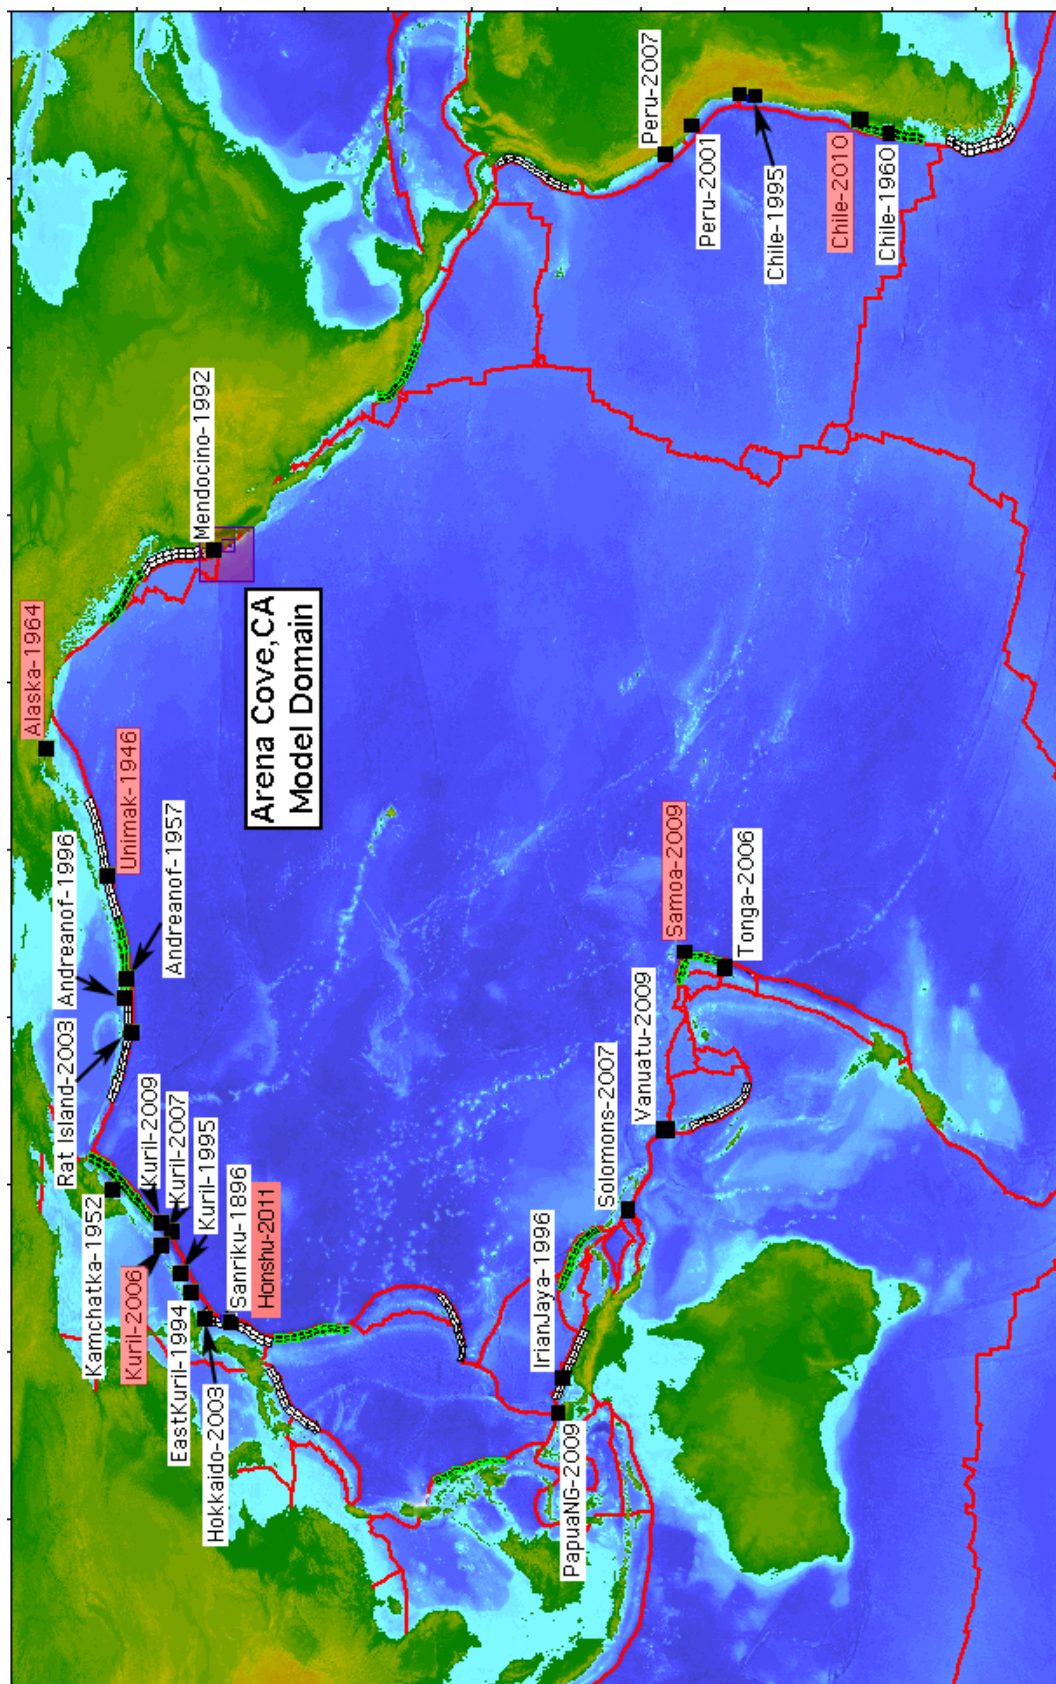 Alaska-1964
Unimak-1946
Andreanof-1996
Andreanof-1957
Rat Island-2003
Kuril-2009
Kuril-2007
Kuril-1995
Kamchatka-1952
Kuril-2006
Sanriku-1896
Honshu-2011
EastKuril-1994
Hokkaido-2003
Mendocino-1992
Arena Cove,CA
Model Domain
IrianJaya-1996
PapuaNG-2009
Solomons-2007
Vanuatu-2009
Samoa-2009
Tonga-2006
Peru-2007
Peru-2001
Chile-1995
Chile-2010
Chile-1960